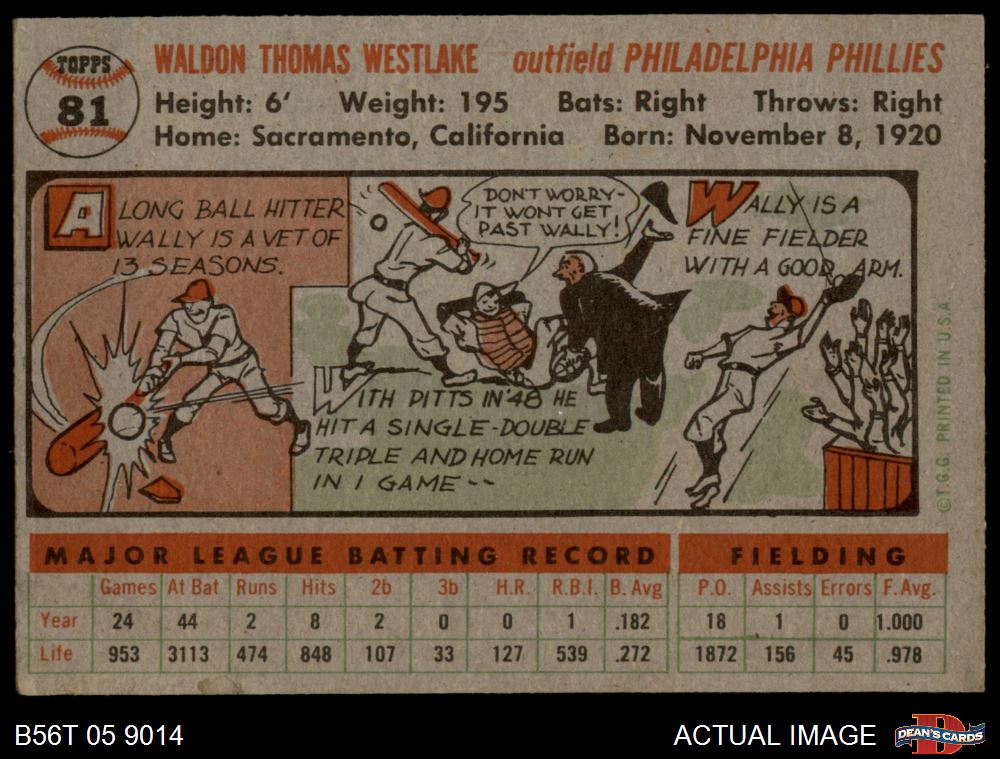 TOPPS
81
WALDON THOMAS WESTLAKE outfield PHILADELPHIA PHILLIES
Height: 6' Weight: 195 Bats: Right Throws: Right
Home: Sacramento, California Born: November 8, 1920
A LONG BALL HITTER
WALLY IS A VET OF
13 SEASONS.
DON'T WORRY-
IT WONT GET
PAST WALLY!
WITH PITTS IN '48 HE
HIT A SINGLE-DOUBLE
TRIPLE AND HOME RUN
IN 1 GAME --
WALLY IS A
FINE FIELDER
WITH A GOOD ARM.
©T.C.G. PRINTED IN U.S.A.
MAJOR LEAGUE BATTING RECORD FIELDING
Games At Bat Runs Hits 2b 3b H.R. R.B.I. B. Avg P.O. Assists Errors F. Avg.
Year 24 44 2 8 2 0 0 1 .182 18 1 0 1.000
Life 953 3113 474 848 107 33 127 539 .272 1872 156 45 .978
B56T 05 9014 ACTUAL IMAGE DEAN'S CARDS